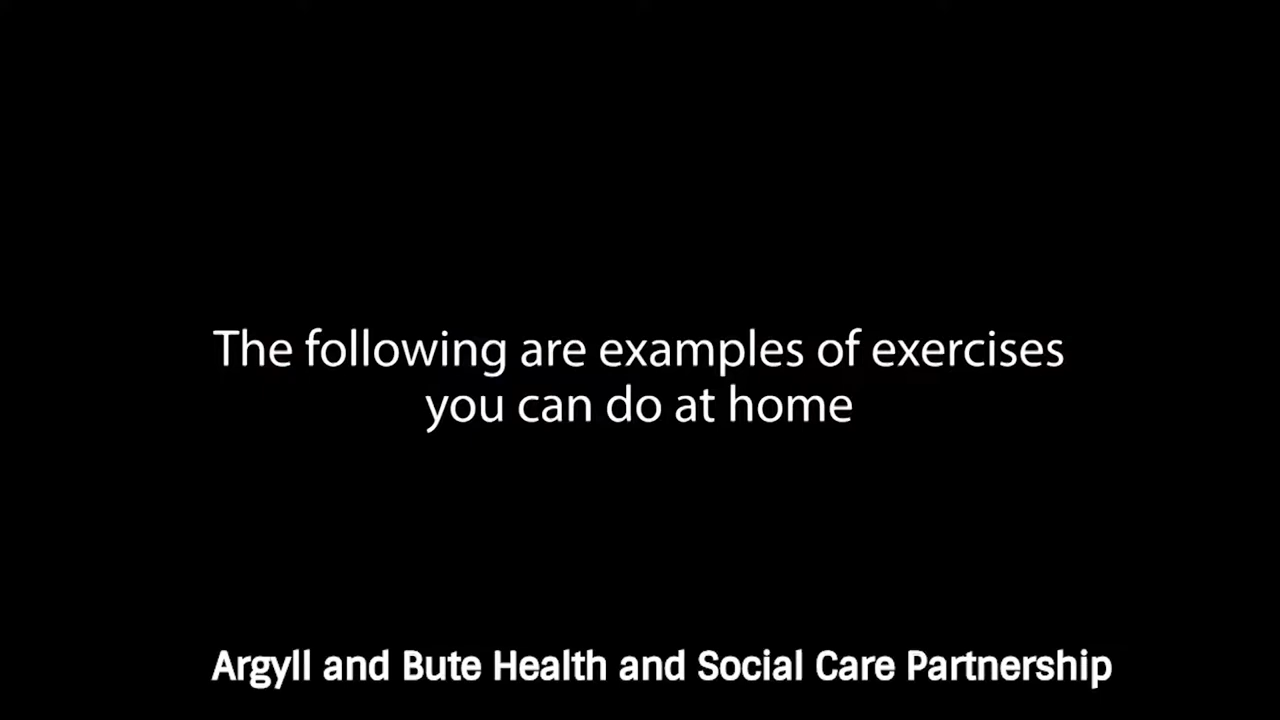 The following are examples of exercises
you can do at home
Argyll and Bute Health and Social Care Partnership